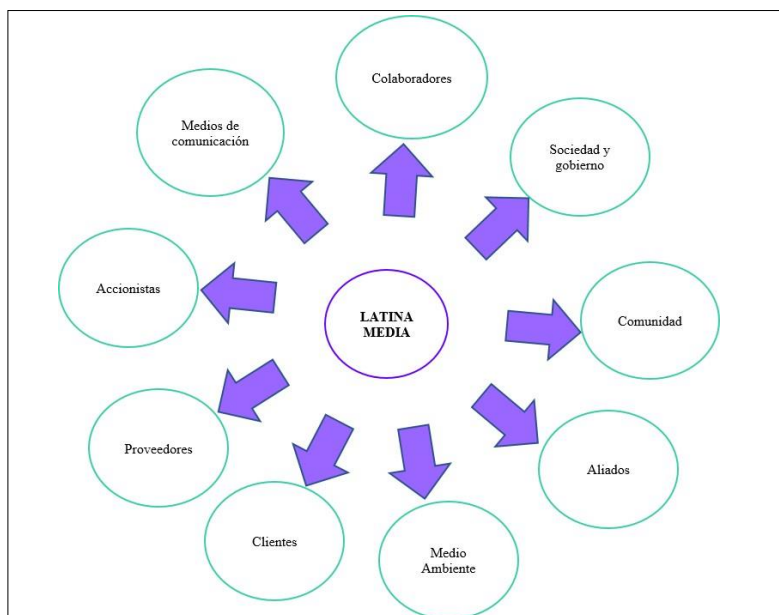 Colaboradores
Medios de
comunicación
Sociedad y
gobierno
Accionistas
LATINA
MEDIA
Comunidad
Proveedores
Aliados
Clientes
Medio
Ambiente